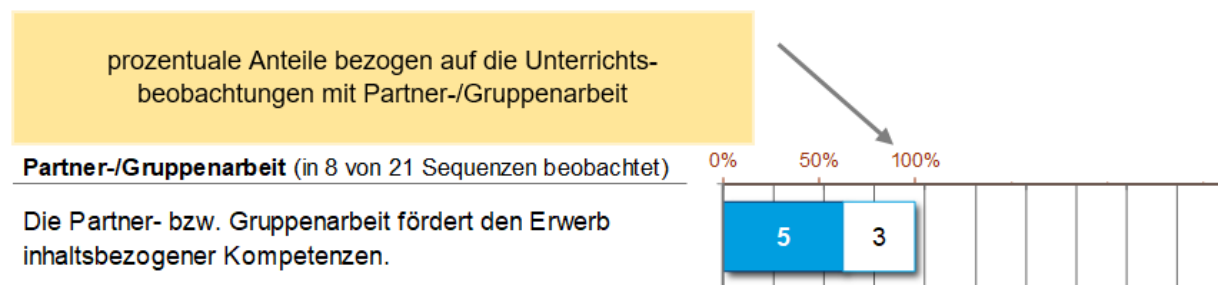 prozentuale Anteile bezogen auf die Unterrichts-
beobachtungen mit Partner-/Gruppenarbeit
Partner-/Gruppenarbeit (in 8 von 21 Sequenzen beobachtet)
0% 50% 100%
Die Partner- bzw. Gruppenarbeit fördert den Erwerb
inhaltsbezogener Kompetenzen.
5 3